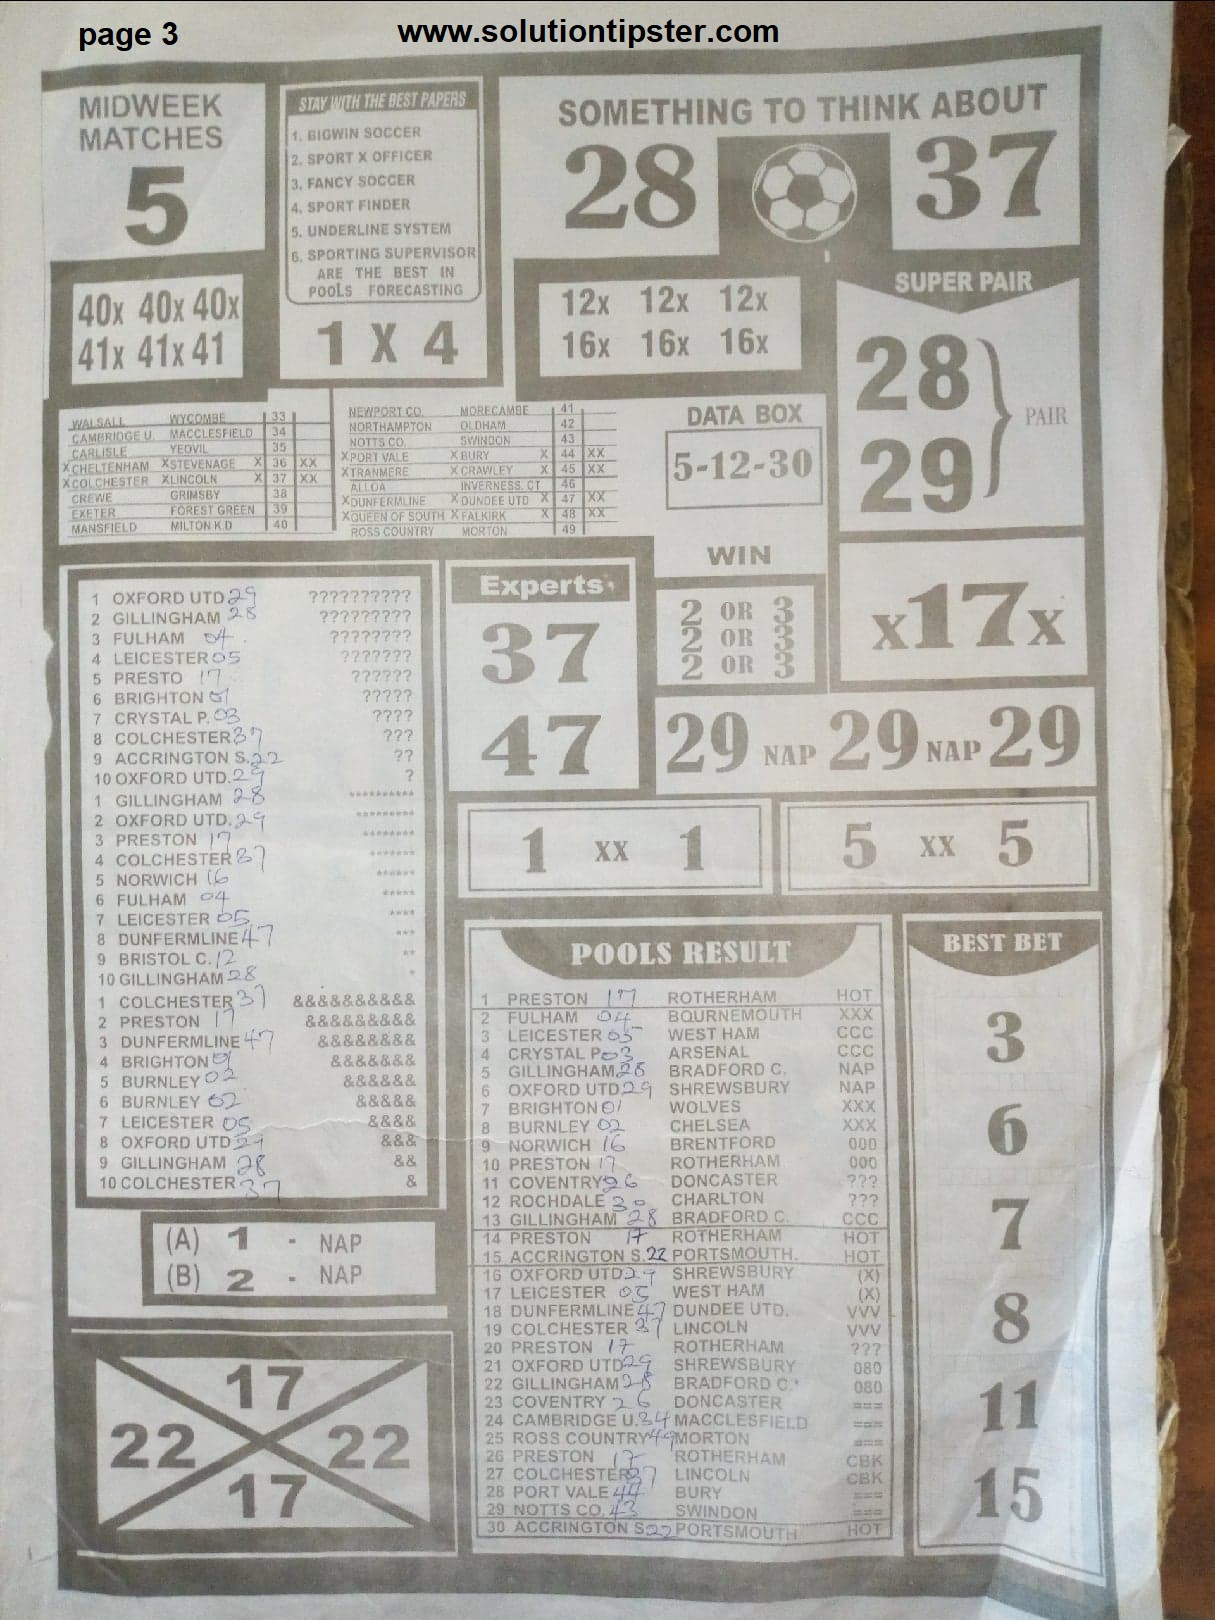 page 3
www.solutiontipster.com
MIDWEEK
MATCHES
5
STAY WITH THE BEST PAPERS
1. BIGWIN SOCCER
2. SPORT X OFFICER
3. FANCY SOCCER
4. SPORT FINDER
5. UNDERLINE SYSTEM
6. SPORTING SUPERVISOR
ARE THE BEST IN
POOLS FORECASTING
1 X 4
SOMETHING TO THINK ABOUT
28 37
40x 40x 40x
41x 41x 41
12x 12x 12x
16x 16x 16x
SUPER PAIR
28
29
PAIR
WALSALL WYCOMBE 33
CAMBRIDGE U. MACCLESFIELD 34
CARLISLE YEOVIL 35
XCHELTENHAM XSTEVENAGE X 36 XX
XCOLCHESTER XLINCOLN X 37 XX
CREWE GRIMSBY 38
EXETER FOREST GREEN 39
MANSFIELD MILTON K.D 40
NEWPORT CO. MORECAMBE 41
NORTHAMPTON OLDHAM 42
NOTTS CO. SWINDON 43
XPORT VALE XBURY X 44 XX
XTRANMERE XCRAWLEY X 45 XX
ALLOA INVERNESS. CT 46
XDUNFERMLINE XDUNDEE UTD X 47 XX
XQUEEN OF SOUTH XFALKIRK X 48 XX
ROSS COUNTRY MORTON 49
DATA BOX
5-12-30
WIN
2 OR 3
2 OR 3
2 OR 3
x17x
1 OXFORD UTD 29 ??????????
2 GILLINGHAM 28 ?????????
3 FULHAM 04 ????????
4 LEICESTER 05 ???????
5 PRESTO 17 ??????
6 BRIGHTON 01 ?????
7 CRYSTAL P. 03 ????
8 COLCHESTER 37 ???
9 ACCRINGTON S. 22 ??
10 OXFORD UTD. 29 ?
1 GILLINGHAM 28 **********
2 OXFORD UTD. 29 *********
3 PRESTON 17 ********
4 COLCHESTER 37 *******
5 NORWICH 16 ******
6 FULHAM 04 *****
7 LEICESTER 05 ****
8 DUNFERMLINE 47 ***
9 BRISTOL C. 12 **
10 GILLINGHAM 28 *
1 COLCHESTER 37 &&&&&&&&&&
2 PRESTON 17 &&&&&&&&&
3 DUNFERMLINE 47 &&&&&&&&
4 BRIGHTON 01 &&&&&&&
5 BURNLEY 02 &&&&&&
6 BURNLEY 02 &&&&&
7 LEICESTER 05 &&&&
8 OXFORD UTD 29 &&&
9 GILLINGHAM 28 &&
10 COLCHESTER 37 &
Experts
37
47
29 NAP 29 NAP 29
1 XX 1
5 XX 5
POOLS RESULT
1 PRESTON 17 ROTHERHAM HOT
2 FULHAM 04 BOURNEMOUTH XXX
3 LEICESTER 05 WEST HAM CCC
4 CRYSTAL P 03 ARSENAL CCC
5 GILLINGHAM 28 BRADFORD C. NAP
6 OXFORD UTD 29 SHREWSBURY NAP
7 BRIGHTON 01 WOLVES XXX
8 BURNLEY 02 CHELSEA XXX
9 NORWICH 16 BRENTFORD 000
10 PRESTON 17 ROTHERHAM 000
11 COVENTRY 26 DONCASTER ???
12 ROCHDALE 30 CHARLTON ???
13 GILLINGHAM 28 BRADFORD C. CCC
14 PRESTON 17 ROTHERHAM HOT
15 ACCRINGTON S. 22 PORTSMOUTH. HOT
16 OXFORD UTD 29 SHREWSBURY (X)
17 LEICESTER 05 WEST HAM (X)
18 DUNFERMLINE 47 DUNDEE UTD. VVV
19 COLCHESTER 37 LINCOLN VVV
20 PRESTON 17 ROTHERHAM ???
21 OXFORD UTD 29 SHREWSBURY 080
22 GILLINGHAM 28 BRADFORD C. 080
23 COVENTRY 26 DONCASTER ===
24 CAMBRIDGE U. 34 MACCLESFIELD ===
25 ROSS COUNTRY 49 MORTON ===
26 PRESTON 17 ROTHERHAM CBK
27 COLCHESTER 37 LINCOLN CBK
28 PORT VALE 44 BURY ===
29 NOTTS CO. 43 SWINDON ===
30 ACCRINGTON S 22 PORTSMOUTH HOT
BEST BET
3
6
7
8
11
15
(A) 1 - NAP
(B) 2 - NAP
17
22 22
17